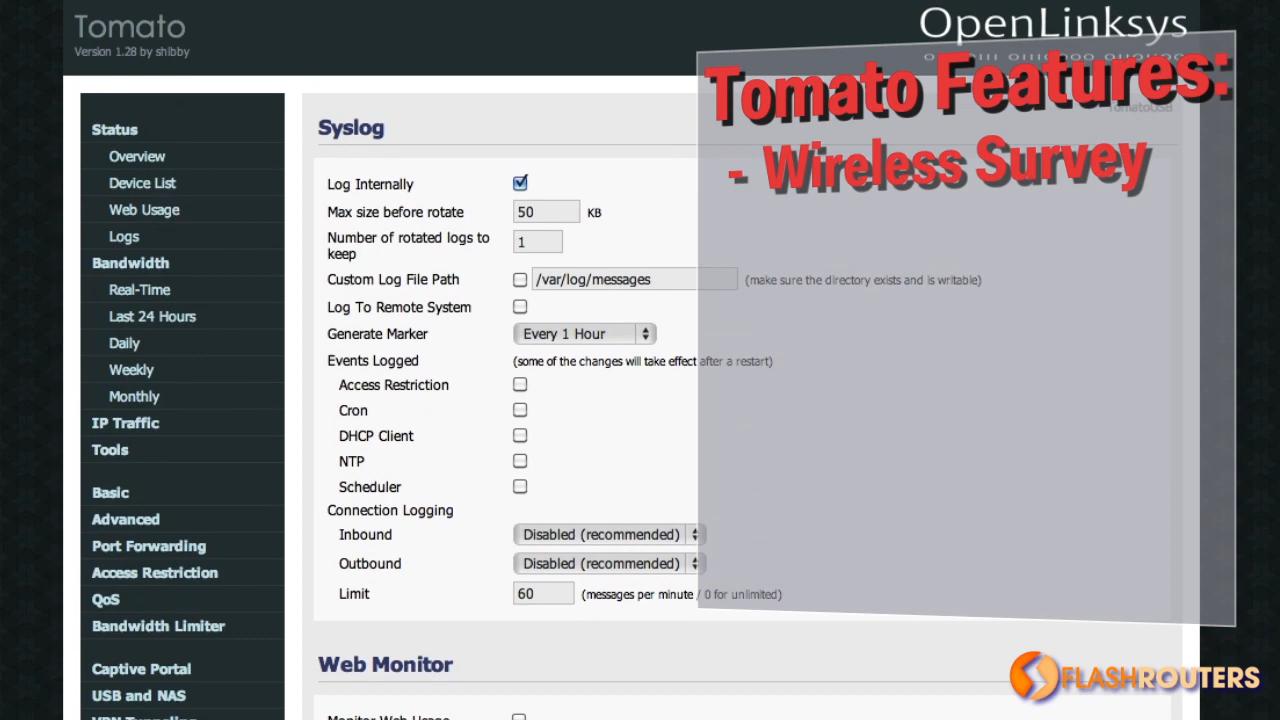 Tomato
Version 1.28 by shibby
OpenLinksys
Tomato Features:
- Wireless Survey
TomatoUSB
Status
Overview
Device List
Web Usage
Logs
Bandwidth
Real-Time
Last 24 Hours
Daily
Weekly
Monthly
IP Traffic
Tools
Basic
Advanced
Port Forwarding
Access Restriction
QoS
Bandwidth Limiter
Captive Portal
USB and NAS
VPN Tunneling
Syslog
Log Internally
Max size before rotate 50 KB
Number of rotated logs to
keep 1
Custom Log File Path /var/log/messages (make sure the directory exists and is writable)
Log To Remote System
Generate Marker Every 1 Hour
Events Logged (some of the changes will take effect after a restart)
Access Restriction
Cron
DHCP Client
NTP
Scheduler
Connection Logging
Inbound Disabled (recommended)
Outbound Disabled (recommended)
Limit 60 (messages per minute / 0 for unlimited)
Web Monitor
Monitor Web Usage
FLASHROUTERS